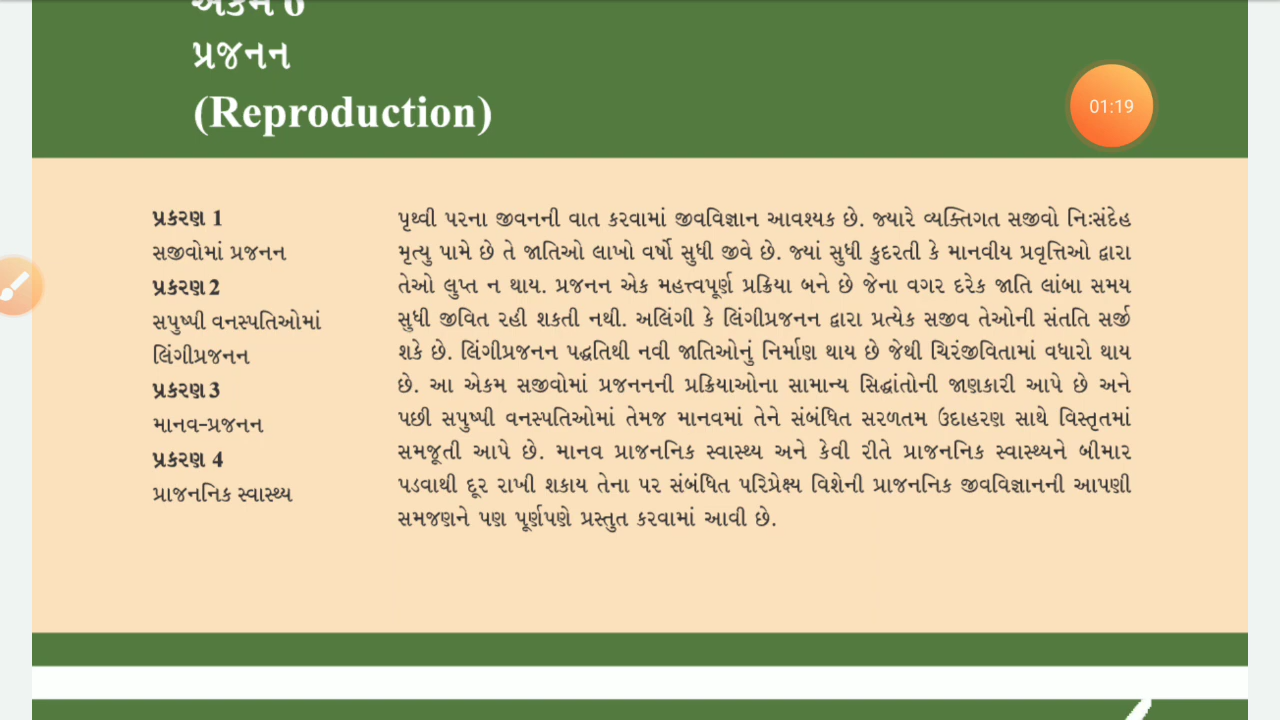 એકમ 6
પ્રજનન
(Reproduction)
01:19
પ્રકરણ 1
સજીવોમાં પ્રજનન
પ્રકરણ 2
સપુષ્પી વનસ્પતિઓમાં
લિંગીપ્રજનન
પ્રકરણ 3
માનવ-પ્રજનન
પ્રકરણ 4
પ્રાજનનિક સ્વાસ્થ્ય
પૃથ્વી પરના જીવનની વાત કરવામાં જીવવિજ્ઞાન આવશ્યક છે. જ્યારે વ્યક્તિગત સજીવો નિઃસંદેહ
મૃત્યુ પામે છે તે જાતિઓ લાખો વર્ષો સુધી જીવે છે. જ્યાં સુધી કુદરતી કે માનવીય પ્રવૃત્તિઓ દ્વારા
તેઓ લુપ્ત ન થાય. પ્રજનન એક મહત્ત્વપૂર્ણ પ્રક્રિયા બને છે જેના વગર દરેક જાતિ લાંબા સમય
સુધી જીવિત રહી શકતી નથી. અલિંગી કે લિંગીપ્રજનન દ્વારા પ્રત્યેક સજીવ તેઓની સંતતિ સર્જી
શકે છે. લિંગીપ્રજનન પદ્ધતિથી નવી જાતિઓનું નિર્માણ થાય છે જેથી ચિરંજીવિતામાં વધારો થાય
છે. આ એકમ સજીવોમાં પ્રજનનની પ્રક્રિયાઓના સામાન્ય સિદ્ધાંતોની જાણકારી આપે છે અને
પછી સપુષ્પી વનસ્પતિઓમાં તેમજ માનવમાં તેને સંબંધિત સરળતમ ઉદાહરણ સાથે વિસ્તૃતમાં
સમજૂતી આપે છે. માનવ પ્રાજનનિક સ્વાસ્થ્ય અને કેવી રીતે પ્રાજનનિક સ્વાસ્થ્યને બીમાર
પડવાથી દૂર રાખી શકાય તેના પર સંબંધિત પરિપ્રેક્ષ્ય વિશેની પ્રાજનનિક જીવવિજ્ઞાનની આપણી
સમજણને પણ પૂર્ણપણે પ્રસ્તુત કરવામાં આવી છે.